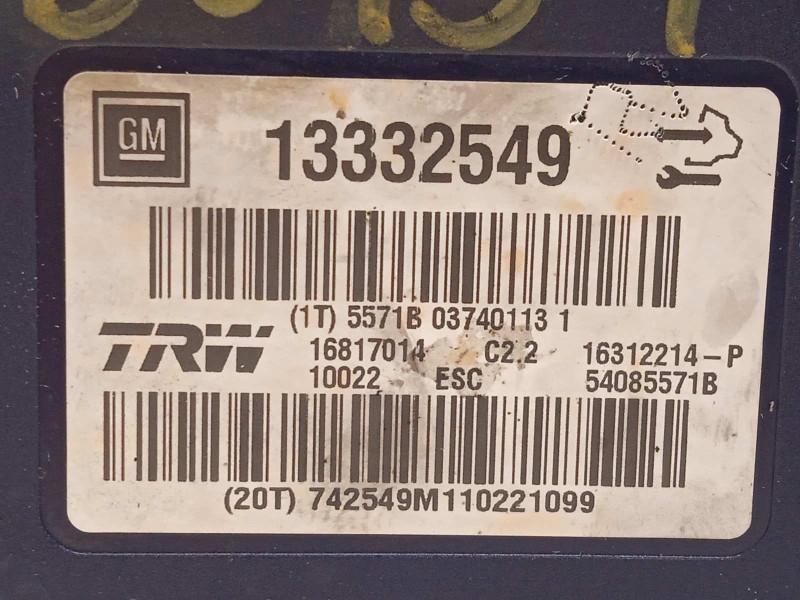 GM 13332549
(1T) 5571B 03740113 1
TRW
16817014 C2.2 16312214-P
10022 ESC 54085571B
(20T) 742549M110221099